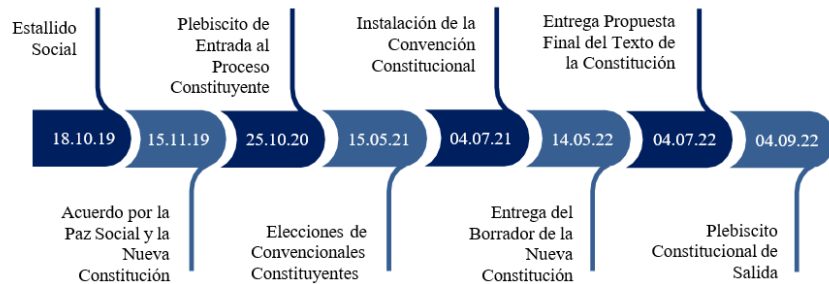 Estallido
Social
Plebiscito de
Entrada al
Proceso
Constituyente
Instalación de la
Convención
Constitucional
Entrega Propuesta
Final del Texto de
la Constitución
18.10.19
15.11.19
25.10.20
15.05.21
04.07.21
14.05.22
04.07.22
04.09.22
Acuerdo por la
Paz Social y la
Nueva
Constitución
Elecciones de
Convencionales
Constituyentes
Entrega del
Borrador de la
Nueva
Constitución
Plebiscito
Constitucional de
Salida